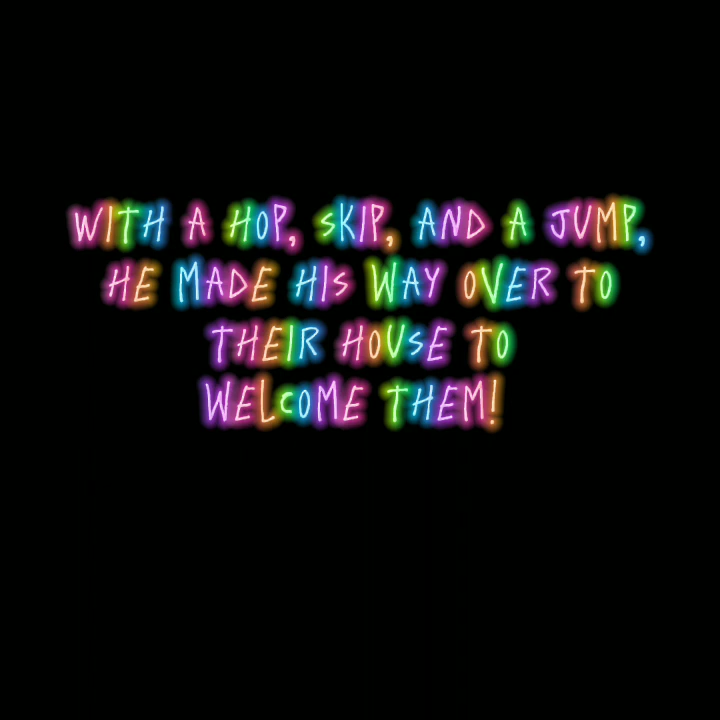 WITH A HOP, SKIP, AND A JUMP,
HE MADE HIS WAY OVER TO
THEIR HOUSE TO
WELCOME THEM!